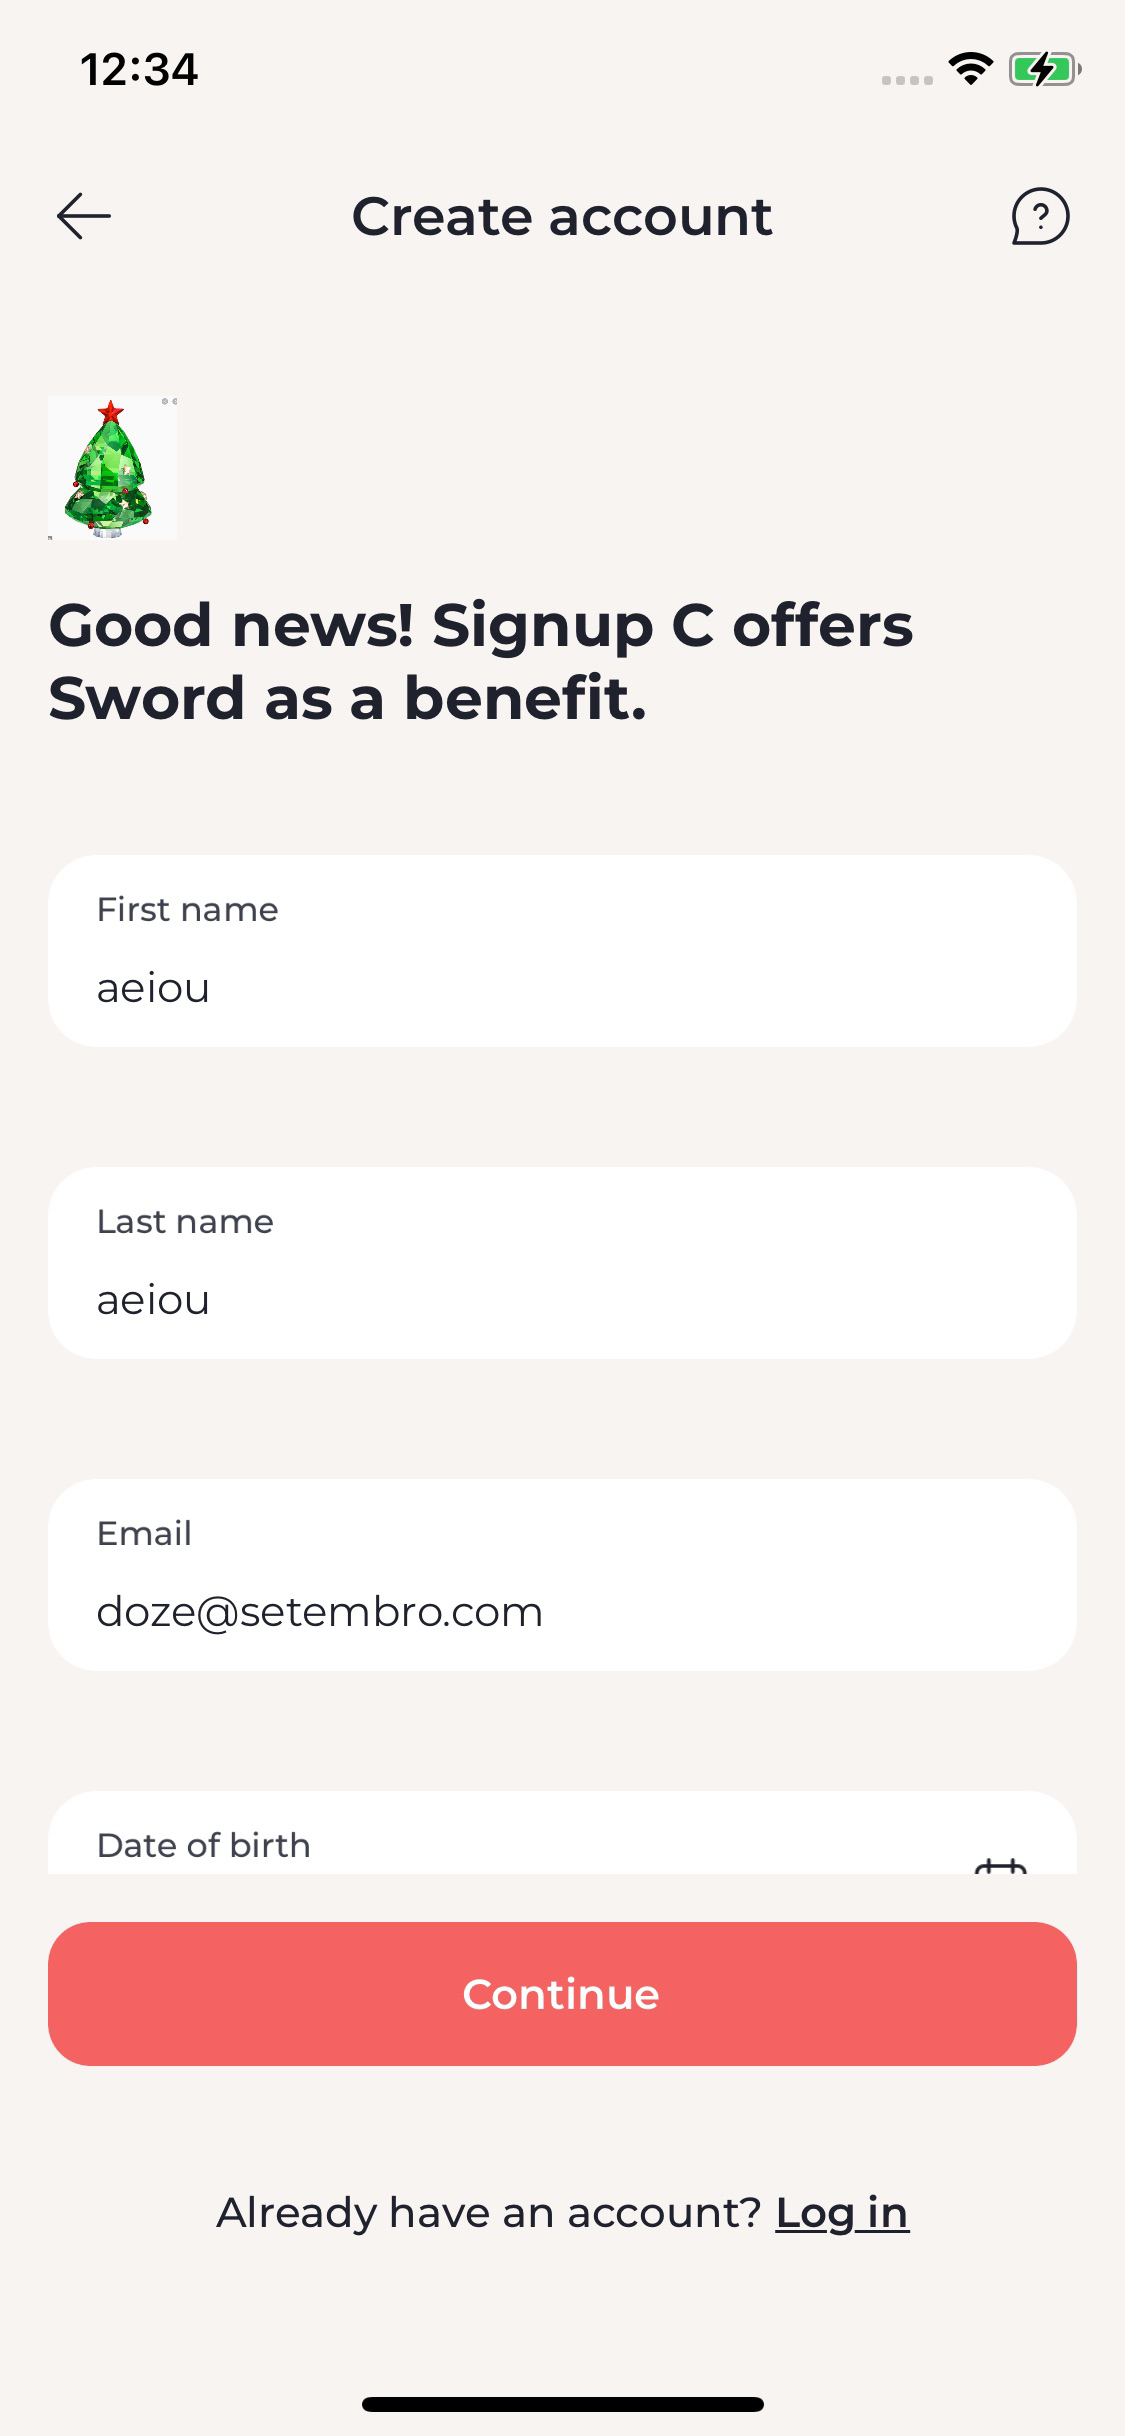 12:34
Create account
Good news! Signup C offers
Sword as a benefit.
First name
aeiou
Last name
aeiou
Email
doze@setembro.com
Date of birth
Continue
Already have an account? Log in